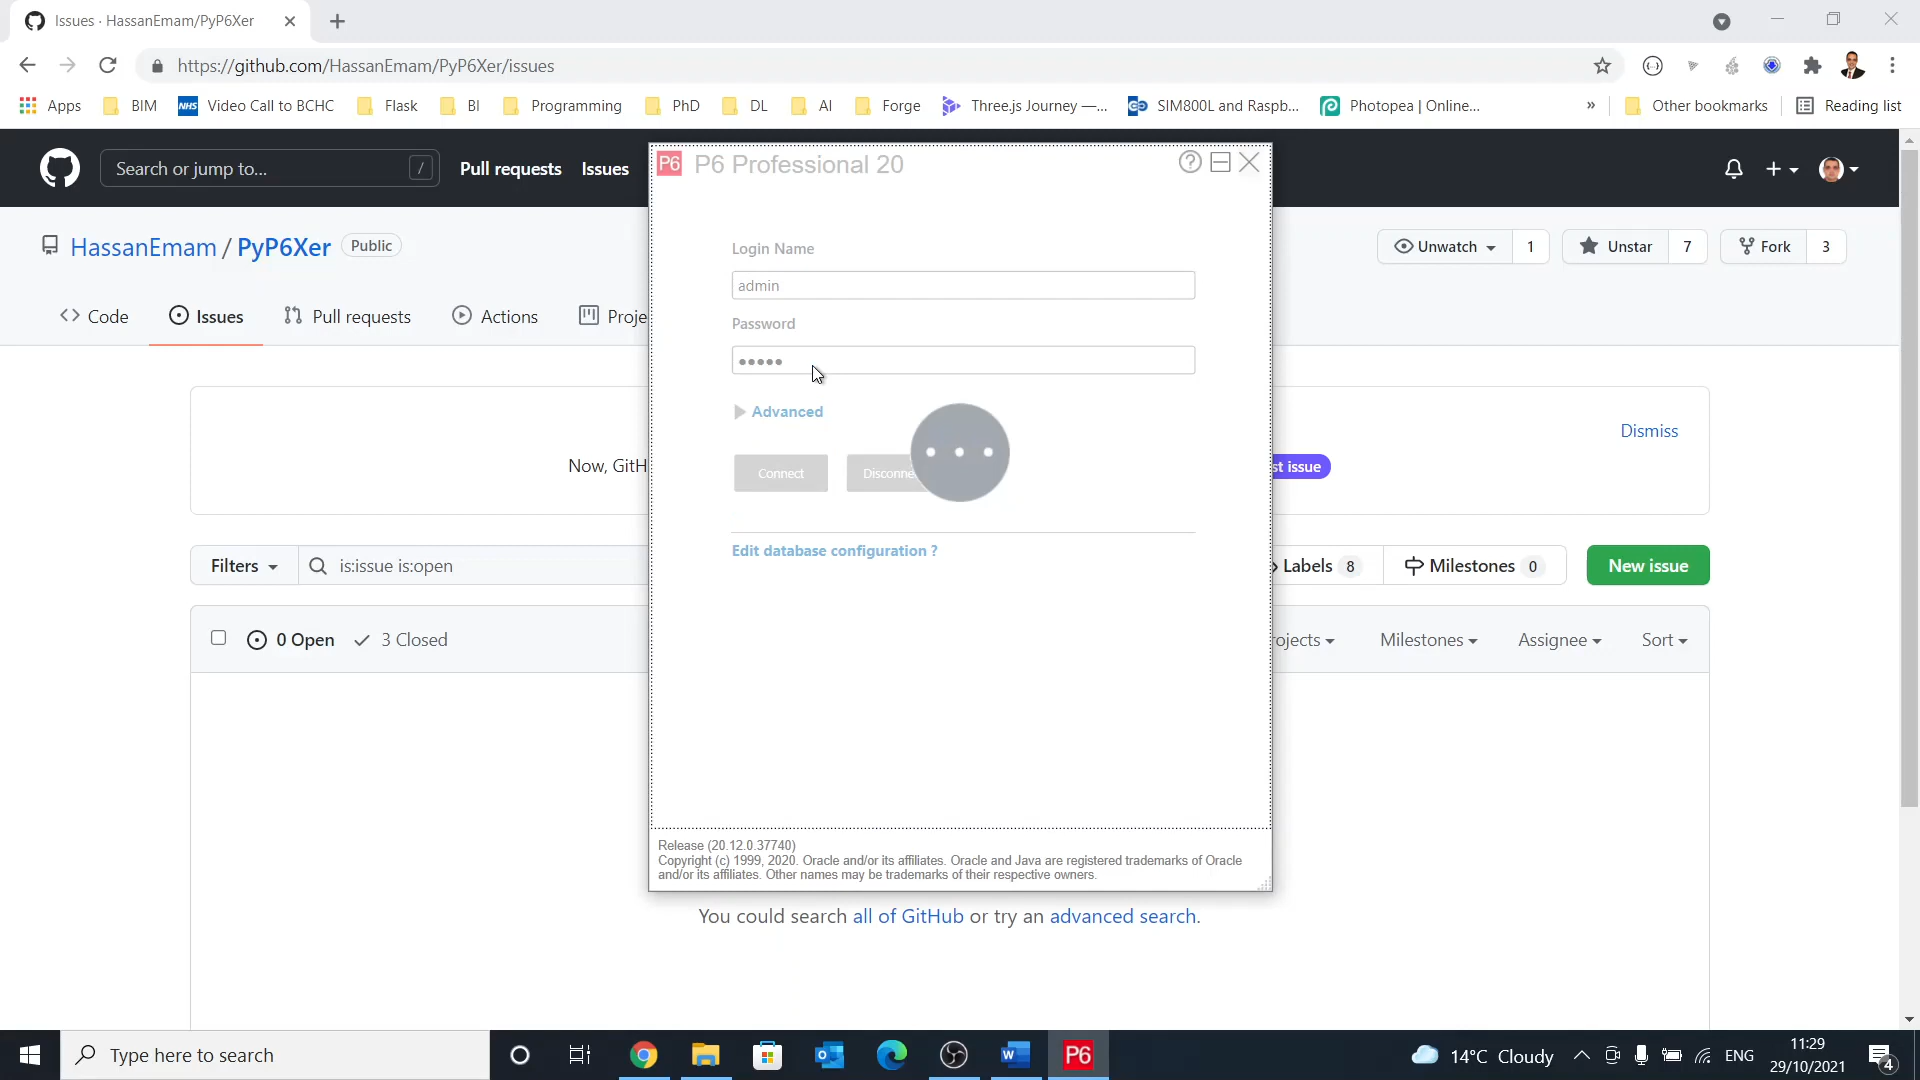 Issues · HassanEmam/PyP6Xer
https://github.com/HassanEmam/PyP6Xer/issues
Apps BIM NHS Video Call to BCHC Flask BI Programming PhD DL AI Forge Three.js Journey —... SIM800L and Raspb... Photopea | Online... » Other bookmarks Reading list
Search or jump to... / Pull requests Issues
P6 P6 Professional 20
HassanEmam / PyP6Xer Public
Unwatch 1 Unstar 7 Fork 3
Code Issues Pull requests Actions Proje
Login Name
admin
Password
•••••
Advanced
Connect Disconne
Edit database configuration ?
Dismiss
Now, GitH
st issue
Filters is:issue is:open
Labels 8 Milestones 0 New issue
0 Open 3 Closed
rojects Milestones Assignee Sort
Release (20.12.0.37740)
Copyright (c) 1999, 2020. Oracle and/or its affiliates. Oracle and Java are registered trademarks of Oracle
and/or its affiliates. Other names may be trademarks of their respective owners.
You could search all of GitHub or try an advanced search.
Type here to search
P6
14°C Cloudy
ENG
11:29
29/10/2021
4